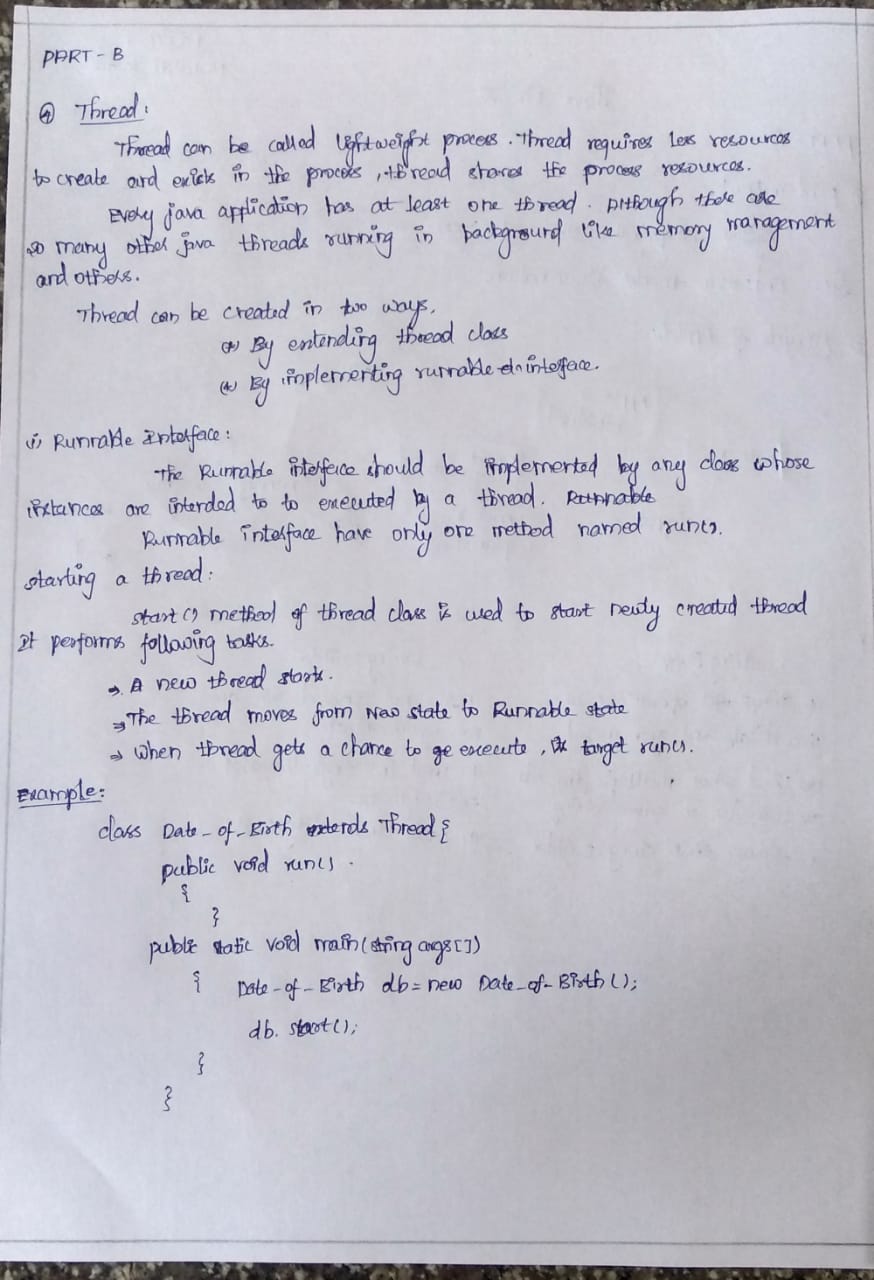 PART - B
④ Thread:
Thread can be called lightweight process. Thread requires less resources
to create and exists in the process, thread shares the process resources.
Every java application has at least one thread. Although there are
so many other java threads running in background like memory management
and others.
Thread can be created in two ways.
(*) By extending thread class
(*) By implementing runnable interface.
(i) Runnable Interface:
The Runnable interface should be implemented by any class whose
instances are intended to to executed by a thread. Runnable
Runnable interface have only one method named run().
starting a thread:
start() method of thread class is used to start newly created thread
It performs following tasks.
→ A new thread starts.
→ The thread moves from New state to Runnable state
→ When thread gets a chance to ge execute, its target run().
Example:
class Date-of-Birth extends Thread {
public void run()
{
}
public static void main(string args[])
{ Date-of-Birth db = new Date-of-Birth();
db. start();
}
}